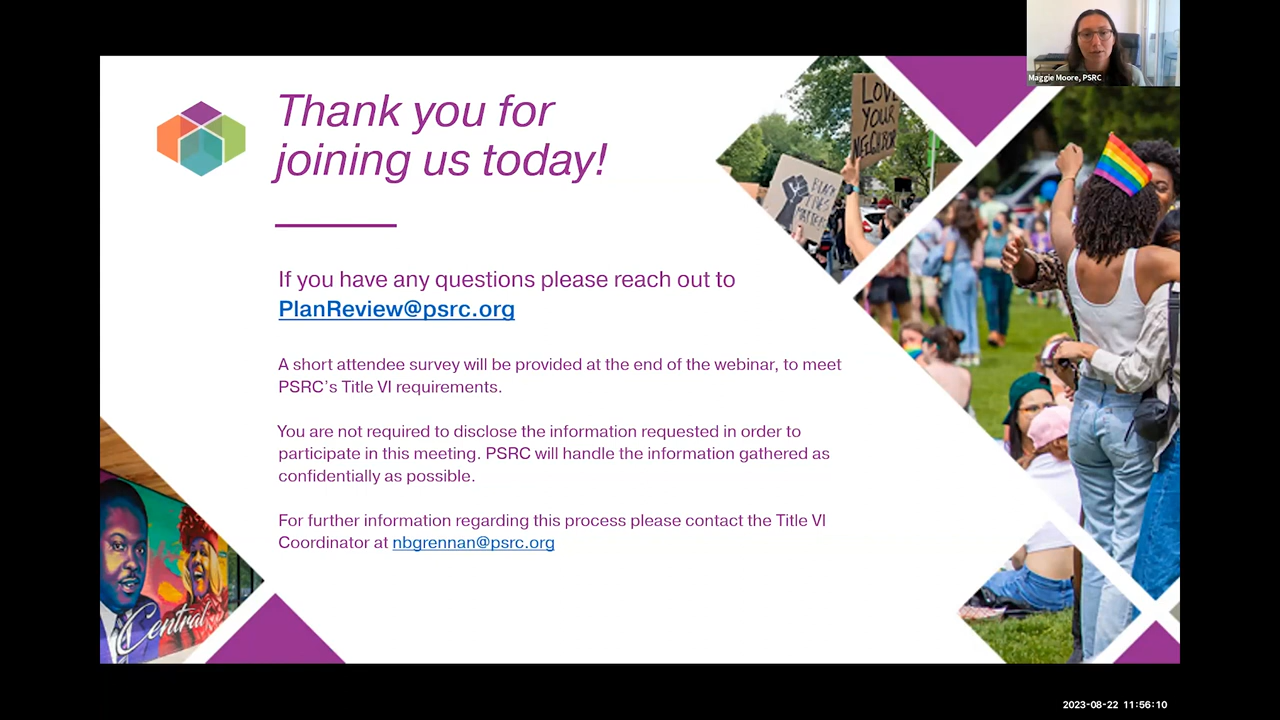 Thank you for
joining us today!
If you have any questions please reach out to
PlanReview@psrc.org
A short attendee survey will be provided at the end of the webinar, to meet
PSRC's Title VI requirements.
You are not required to disclose the information requested in order to
participate in this meeting. PSRC will handle the information gathered as
confidentially as possible.
For further information regarding this process please contact the Title VI
Coordinator at nbgrennan@psrc.org
LOVE
YOUR
NEIGHBOR
BLACK
LIVES
MATTER
Central
Maggie Moore, PSRC
2023-08-22 11:56:10